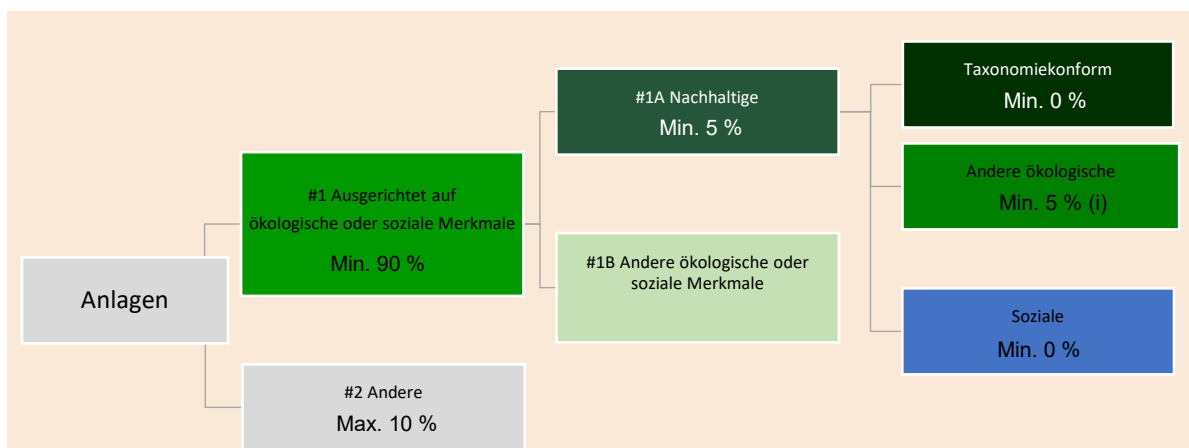 Anlagen
#1 Ausgerichtet auf
ökologische oder soziale Merkmale
Min. 90 %
#2 Andere
Max. 10 %
#1A Nachhaltige
Min. 5 %
#1B Andere ökologische oder
soziale Merkmale
Taxonomiekonform
Min. 0 %
Andere ökologische
Min. 5 % (i)
Soziale
Min. 0 %